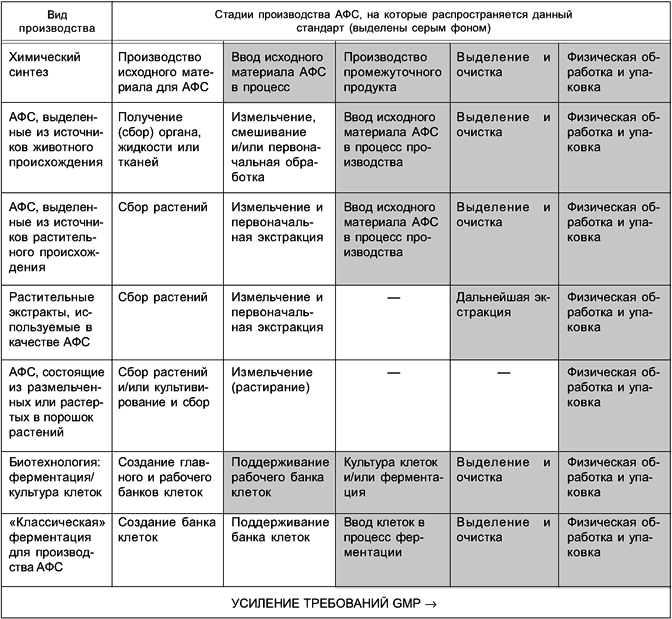 Вид
производства
Стадии производства АФС, на которые распространяется данный
стандарт (выделены серым фоном)
Химический
синтез
Производство
исходного мате-
риала для АФС
Ввод исходного
материала АФС
в процесс
Производство
промежуточного
продукта
Выделение и
очистка
Физическая об-
работка и упа-
ковка
АФС, выделен-
ные из источни-
ков животного
происхождения
Получение
(сбор) органа,
жидкости или
тканей
Измельчение,
смешивание
и/или первона-
чальная обра-
ботка
Ввод исходного
материала АФС
в процесс про-
изводства
Выделение и
очистка
Физическая об-
работка и упа-
ковка
АФС, выделен-
ные из источни-
ков раститель-
ного происхож-
дения
Сбор растений
Измельчение и
первоначаль-
ная экстракция
Ввод исходного
материала АФС
в процесс про-
изводства
Выделение и
очистка
Физическая об-
работка и упа-
ковка
Растительные
экстракты, ис-
пользуемые в
качестве АФС
Сбор растений
Измельчение и
первоначаль-
ная экстракция
—
Дальнейшая эк-
стракция
Физическая об-
работка и упа-
ковка
АФС, состоящие
из размельчен-
ных или растер-
тых в порошок
растений
Сбор растений
и/или культиви-
рование и сбор
Измельчение
(растирание)
—
—
Физическая об-
работка и упа-
ковка
Биотехнология:
ферментация/
культура клеток
Создание глав-
ного и рабочего
банков клеток
Поддерживание
рабочего банка
клеток
Культура клеток
и/или фермента-
ция
Выделение и
очистка
Физическая об-
работка и упа-
ковка
«Классическая»
ферментация
для производ-
ства АФС
Создание банка
клеток
Поддерживание
банка клеток
Ввод клеток в
процесс фер-
ментации
Выделение и
очистка
Физическая об-
работка и упа-
ковка
УСИЛЕНИЕ ТРЕБОВАНИЙ GMP →